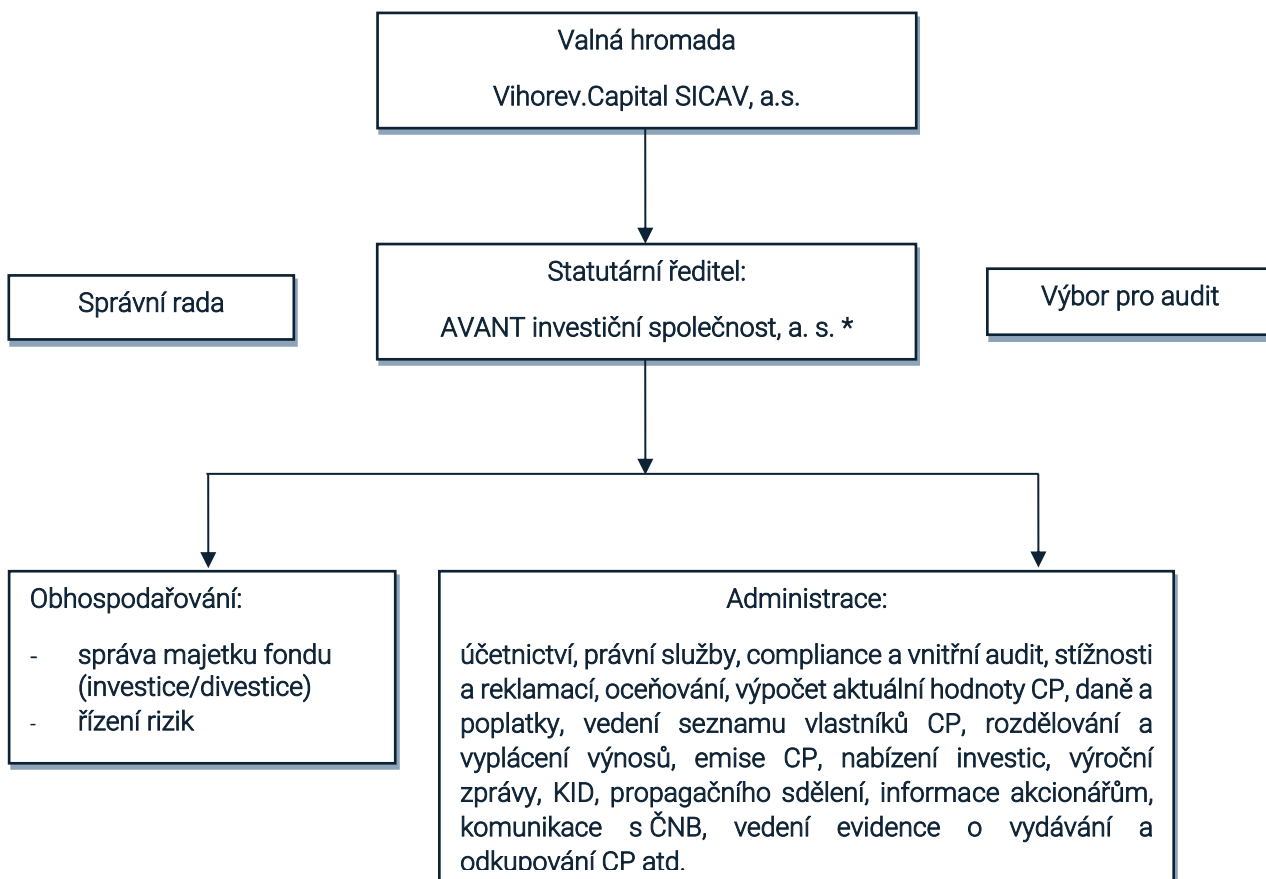 Valná hromada
Vihorev.Capital SICAV, a.s.
Statutární ředitel:
AVANT investiční společnost, a. s. *
Správní rada
Výbor pro audit
Obhospodařování:
- správa majetku fondu
(investice/divestice)
- řízení rizik
Administrace:
účetnictví, právní služby, compliance a vnitřní audit, stížnosti
a reklamací, oceňování, výpočet aktuální hodnoty CP, daně a
poplatky, vedení seznamu vlastníků CP, rozdělování a
vyplácení výnosů, emise CP, nabízení investic, výroční
zprávy, KID, propagačního sdělení, informace akcionářům,
komunikace s ČNB, vedení evidence o vydávání a
odkupování CP atd.